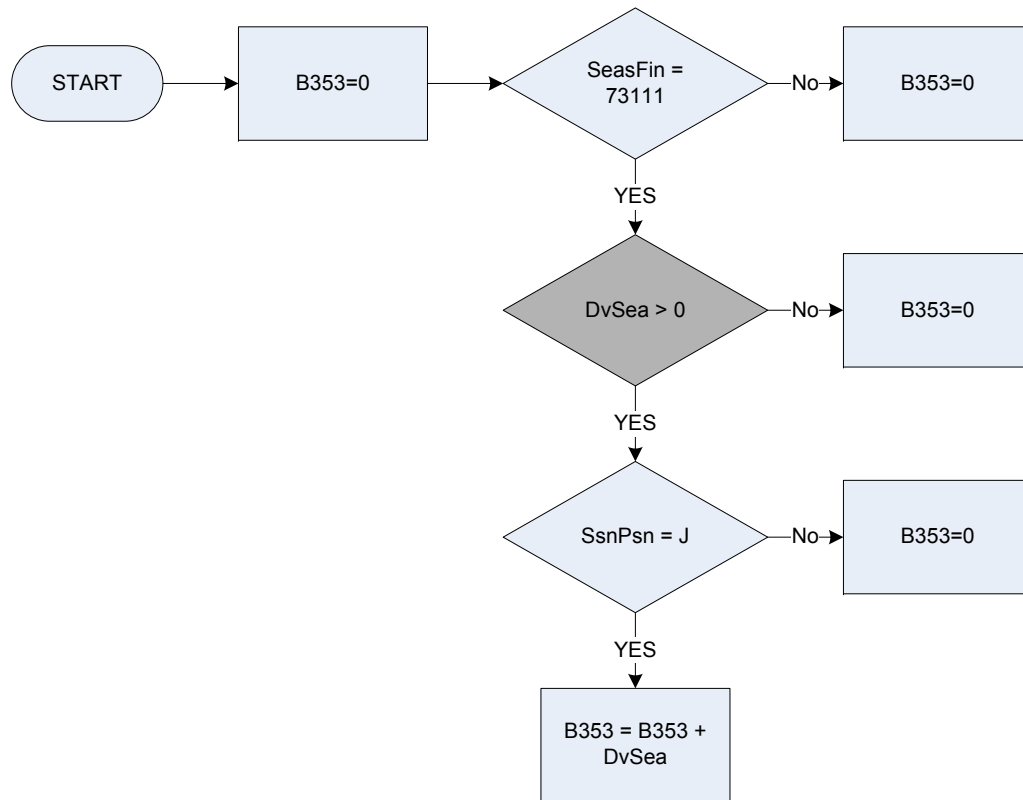 START
B353=0
SeasFin =
73111
No
B353=0
YES
DvSea > 0
No
B353=0
YES
SsnPsn = J
No
B353=0
YES
B353 = B353 +
DvSea